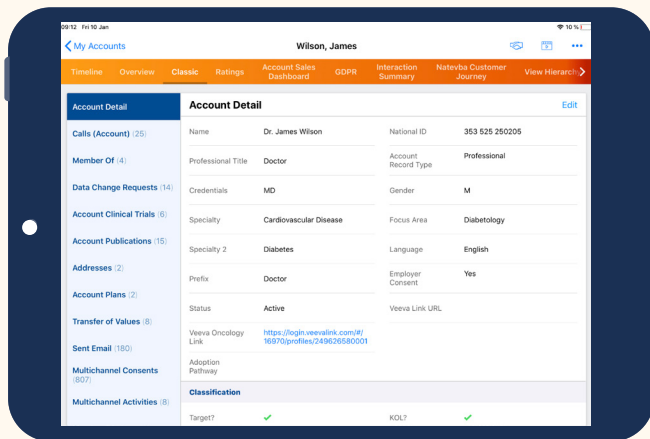 09:12 Fri 10 Jan
10 %
My Accounts
Wilson, James
Timeline Overview Classic Ratings Account Sales Dashboard GDPR Interaction Summary Natevba Customer Journey View Hierarchy
Account Detail
Calls (Account) (25)
Member Of (4)
Data Change Requests (14)
Account Clinical Trials (6)
Account Publications (15)
Addresses (2)
Account Plans (2)
Transfer of Values (8)
Sent Email (180)
Multichannel Consents
(807)
Multichannel Activities (8)
Account Detail Edit
Name Dr. James Wilson National ID 353 525 250205
Professional Title Doctor Account Record Type Professional
Credentials MD Gender M
Specialty Cardiovascular Disease Focus Area Diabetology
Specialty 2 Diabetes Language English
Prefix Doctor Employer Consent Yes
Status Active Veeva Link URL
Veeva Oncology Link https://login.veevalink.com/#/16970/profiles/249626580001
Adoption Pathway
Classification
Target? KOL?